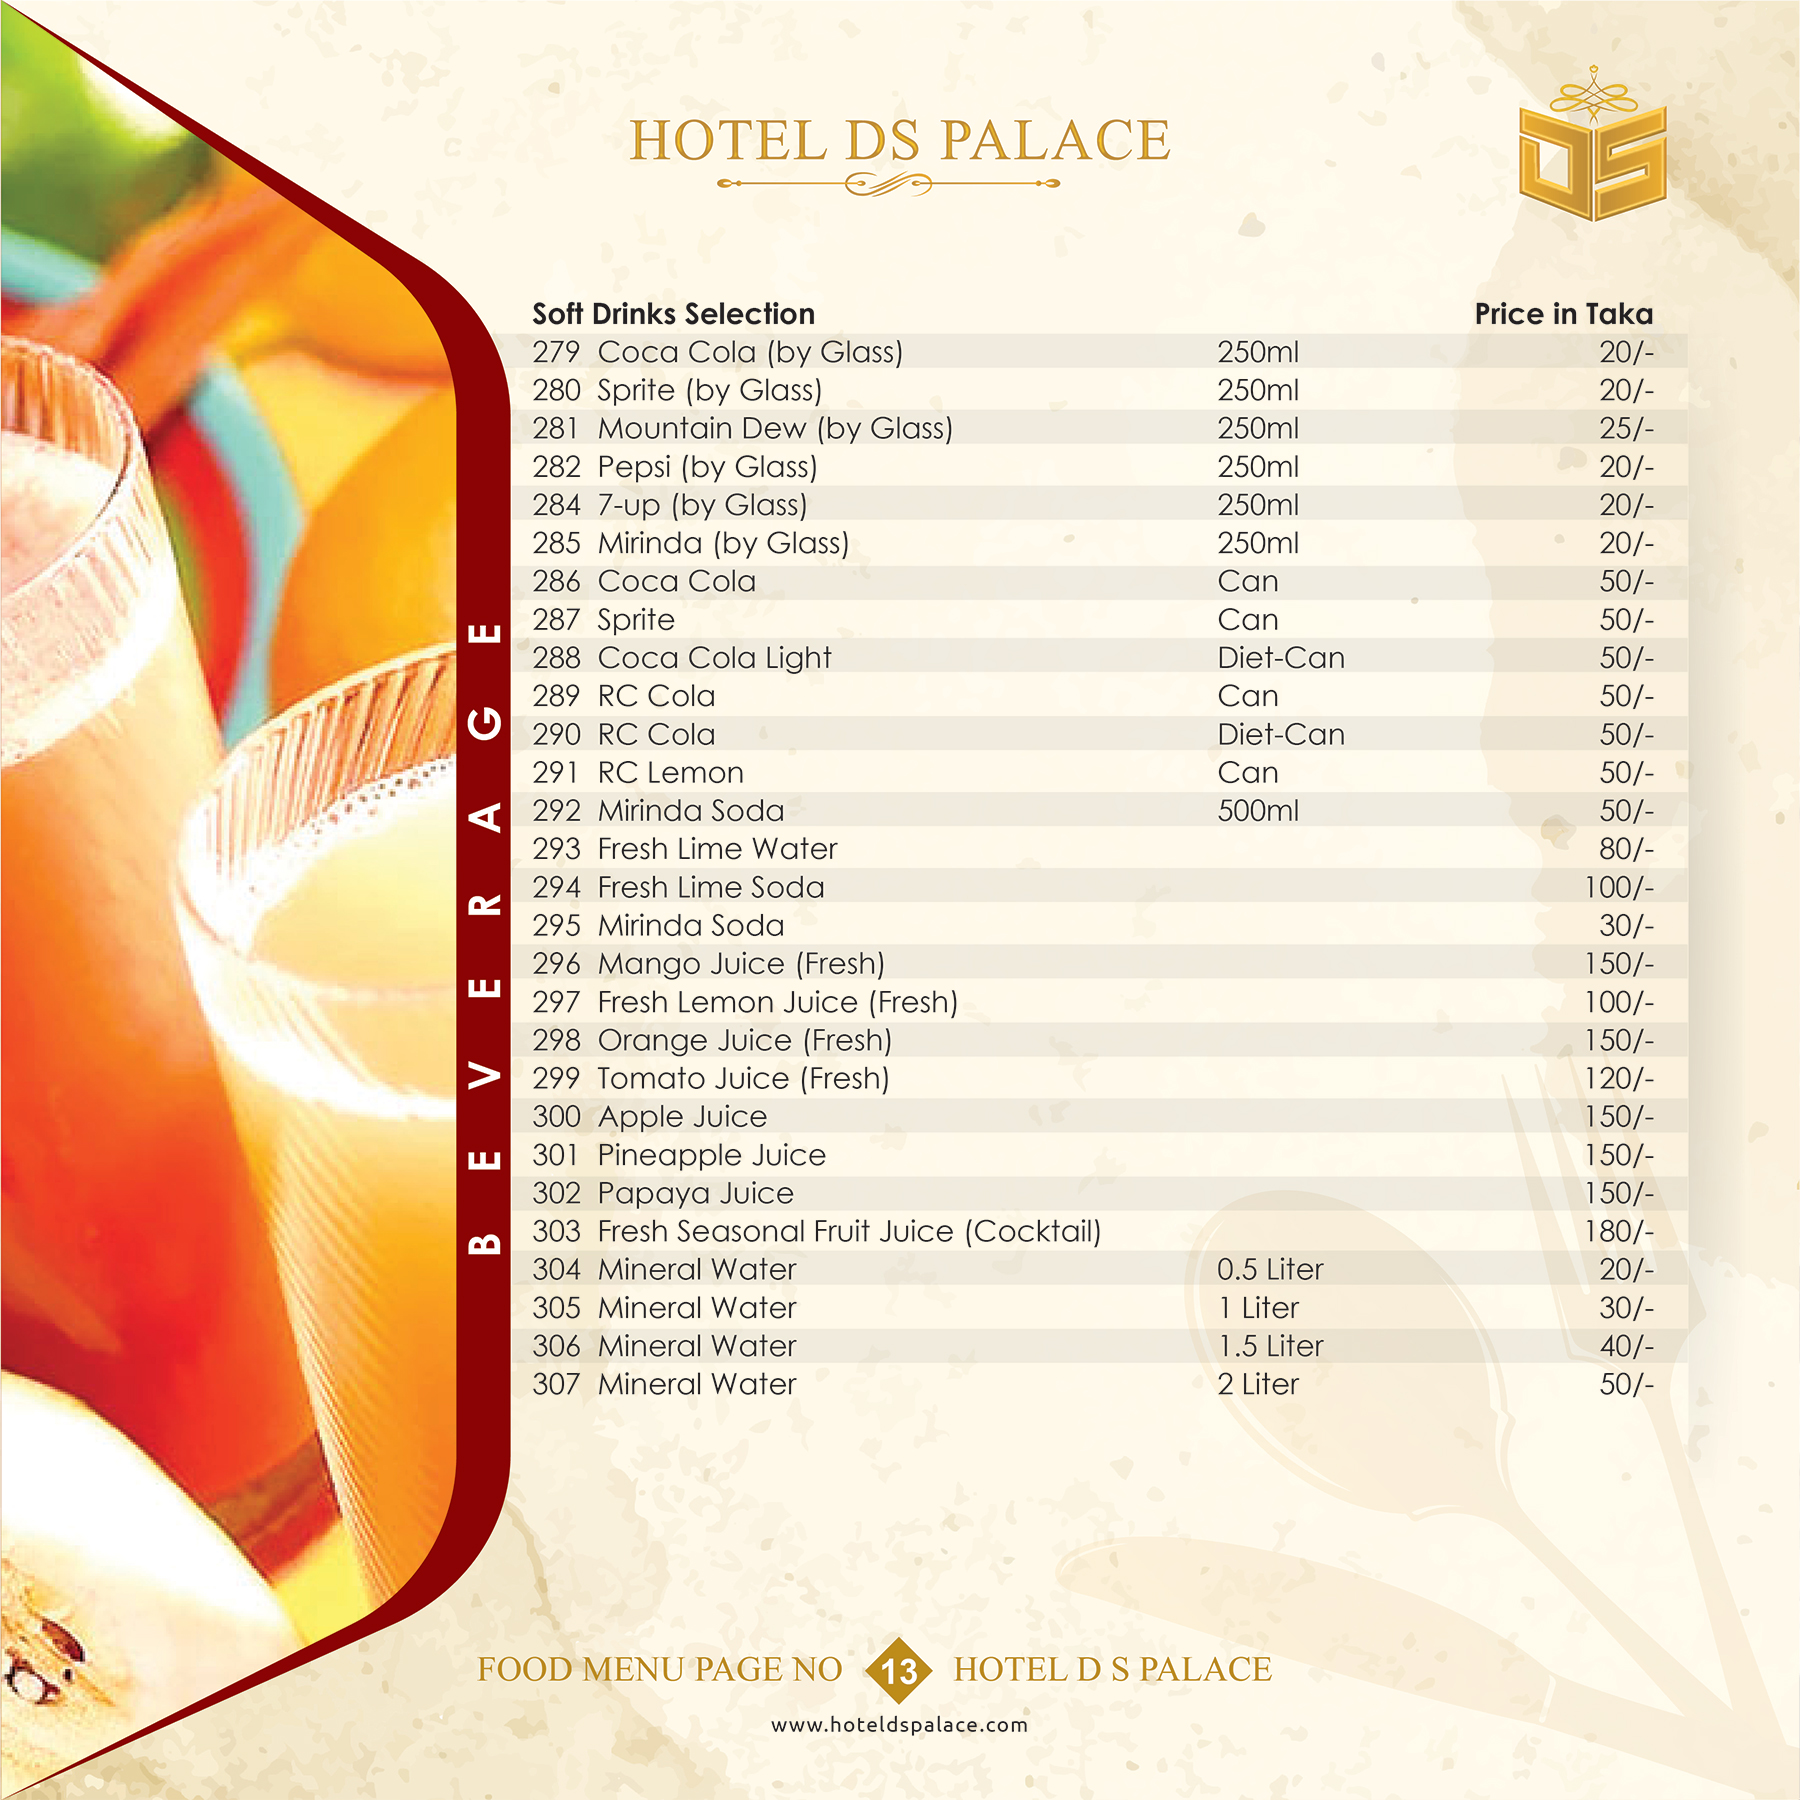 HOTEL DS PALACE
DS
Soft Drinks Selection Price in Taka
279 Coca Cola (by Glass) 250ml 20/-
280 Sprite (by Glass) 250ml 20/-
281 Mountain Dew (by Glass) 250ml 25/-
282 Pepsi (by Glass) 250ml 20/-
284 7-up (by Glass) 250ml 20/-
285 Mirinda (by Glass) 250ml 20/-
286 Coca Cola Can 50/-
287 Sprite Can 50/-
288 Coca Cola Light Diet-Can 50/-
289 RC Cola Can 50/-
290 RC Cola Diet-Can 50/-
291 RC Lemon Can 50/-
292 Mirinda Soda 500ml 50/-
293 Fresh Lime Water 80/-
294 Fresh Lime Soda 100/-
295 Mirinda Soda 30/-
296 Mango Juice (Fresh) 150/-
297 Fresh Lemon Juice (Fresh) 100/-
298 Orange Juice (Fresh) 150/-
299 Tomato Juice (Fresh) 120/-
300 Apple Juice 150/-
301 Pineapple Juice 150/-
302 Papaya Juice 150/-
303 Fresh Seasonal Fruit Juice (Cocktail) 180/-
304 Mineral Water 0.5 Liter 20/-
305 Mineral Water 1 Liter 30/-
306 Mineral Water 1.5 Liter 40/-
307 Mineral Water 2 Liter 50/-
BEVERAGE
FOOD MENU PAGE NO 13 HOTEL D S PALACE
www.hoteldspalace.com